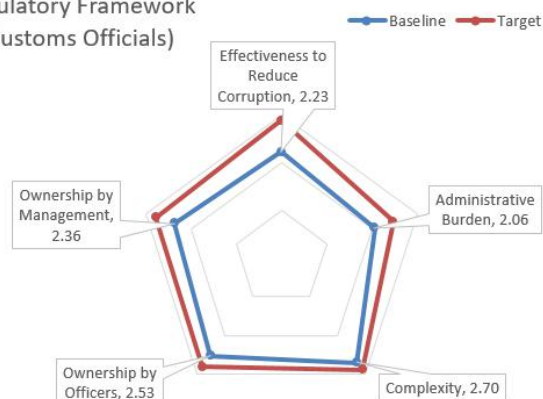 ulatory Framework
ustoms Officials)
Baseline Target
Effectiveness to
Reduce
Corruption, 2.23
Administrative
Burden, 2.06
Ownership by
Management,
2.36
Ownership by
Officers, 2.53
Complexity, 2.70